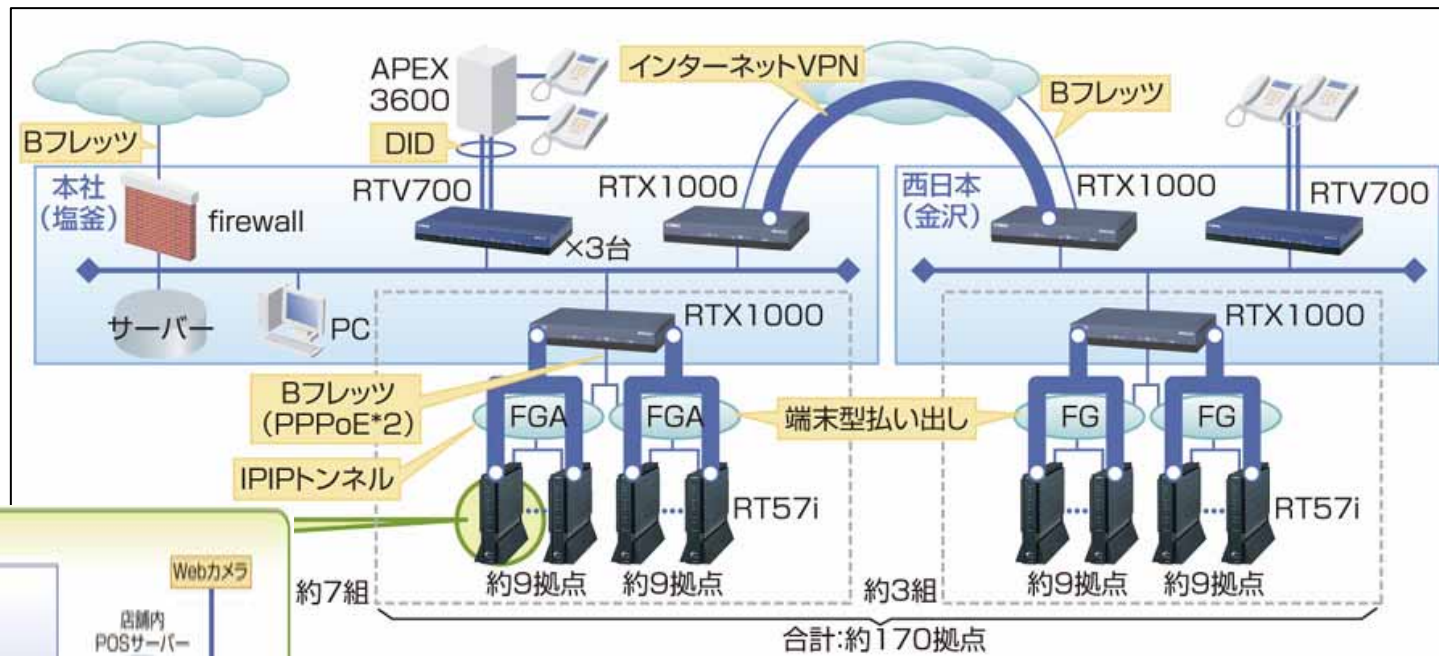 APEX
3600
インターネットVPN
Bフレッツ
Bフレッツ
DID
本社
(塩釜)
firewall
RTV700
×3台
RTX1000
西日本
(金沢)
RTX1000
RTV700
サーバー
PC
RTX1000
RTX1000
Bフレッツ
(PPPoE*2)
FGA
FGA
端末型払い出し
FG
FG
IPIPトンネル
RT57i
RT57i
Webカメラ
店舗内
POSサーバー
約7組
約9拠点
約9拠点
約3組
約9拠点
約9拠点
合計:約170拠点